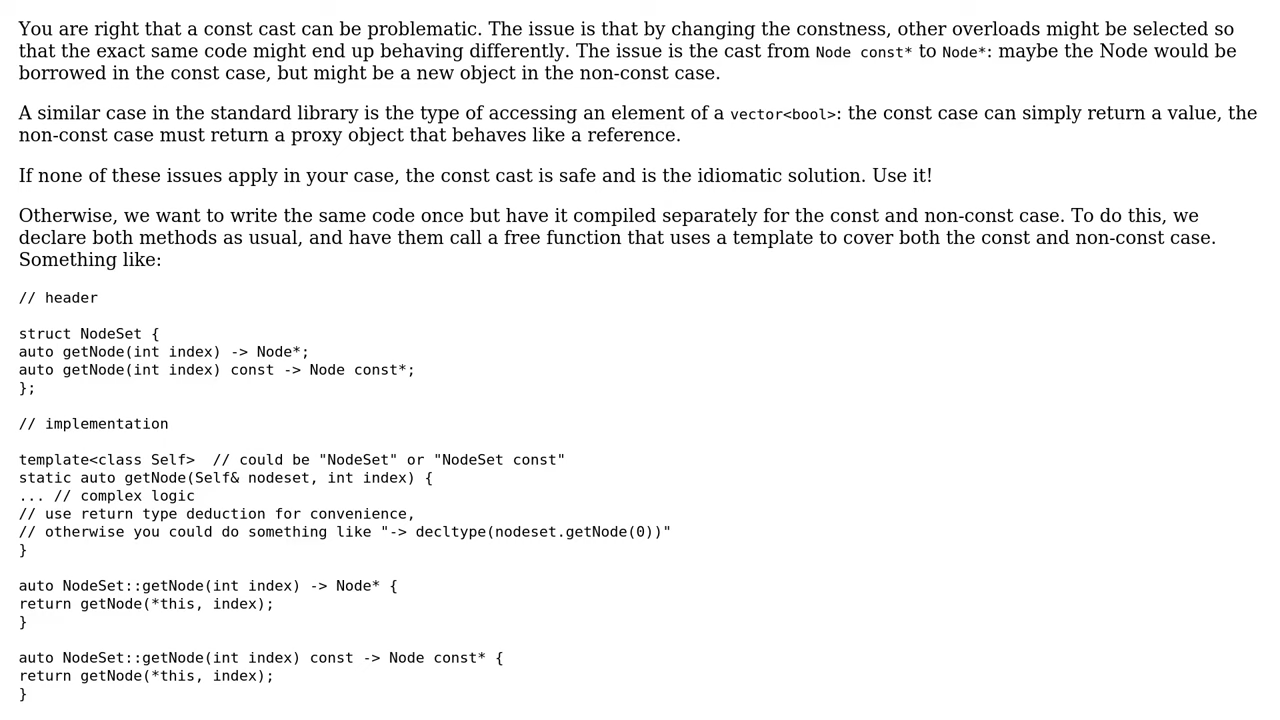 You are right that a const cast can be problematic. The issue is that by changing the constness, other overloads might be selected so
that the exact same code might end up behaving differently. The issue is the cast from Node const* to Node*: maybe the Node would be
borrowed in the const case, but might be a new object in the non-const case.
A similar case in the standard library is the type of accessing an element of a vector<bool>: the const case can simply return a value, the
non-const case must return a proxy object that behaves like a reference.
If none of these issues apply in your case, the const cast is safe and is the idiomatic solution. Use it!
Otherwise, we want to write the same code once but have it compiled separately for the const and non-const case. To do this, we
declare both methods as usual, and have them call a free function that uses a template to cover both the const and non-const case.
Something like:
// header
struct NodeSet {
auto getNode(int index) -> Node*;
auto getNode(int index) const -> Node const*;
};
// implementation
template<class Self>  // could be "NodeSet" or "NodeSet const"
static auto getNode(Self& nodeset, int index) {
... // complex logic
// use return type deduction for convenience,
// otherwise you could do something like "-> decltype(nodeset.getNode(0))"
}
auto NodeSet::getNode(int index) -> Node* {
return getNode(*this, index);
}
auto NodeSet::getNode(int index) const -> Node const* {
return getNode(*this, index);
}